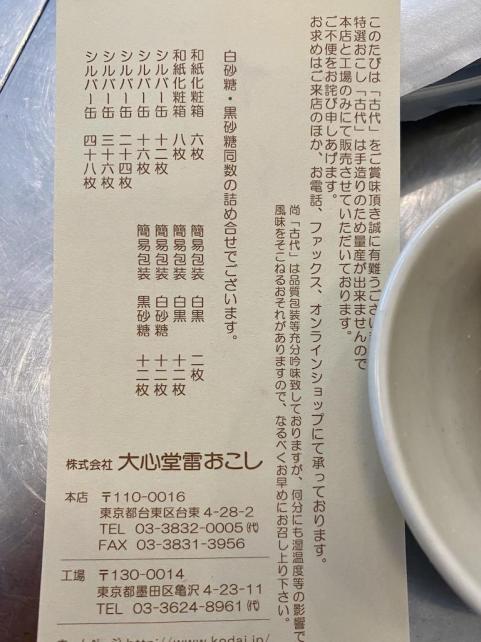 このたびは「古代」をご賞味頂き誠に有難うござい
特選おこし「古代」は手造りのため量産が出来ませんので
本店と工場のみにて販売させていただいております。
ご不便をお詫び申しあげます。
お求めはご来店のほか、お電話、ファックス、オンラインショップにて承っております。
尚「古代」は品質包装等充分吟味致しておりますが、何分にも湿温度等の影響で
風味をそこねるおそれがありますので、なるべくお早めにお召し上り下さい。
白砂糖・黒砂糖同数の詰め合せでございます。
和紙化粧箱 六枚
和紙化粧箱 八枚
シルバー缶 十二枚
シルバー缶 十六枚
シルバー缶 二十四枚
シルバー缶 三十六枚
シルバー缶 四十八枚
簡易包装 白黒 二枚
簡易包装 白黒 十二枚
簡易包装 白砂糖 十二枚
簡易包装 黒砂糖 十二枚
株式会社 大心堂雷おこし
本店 〒110-0016
東京都台東区台東4-28-2
TEL 03-3832-0005㈹
FAX 03-3831-3956
工場 〒130-0014
東京都墨田区亀沢4-23-11
TEL 03-3624-8961㈹
http://www.kodai.jp/